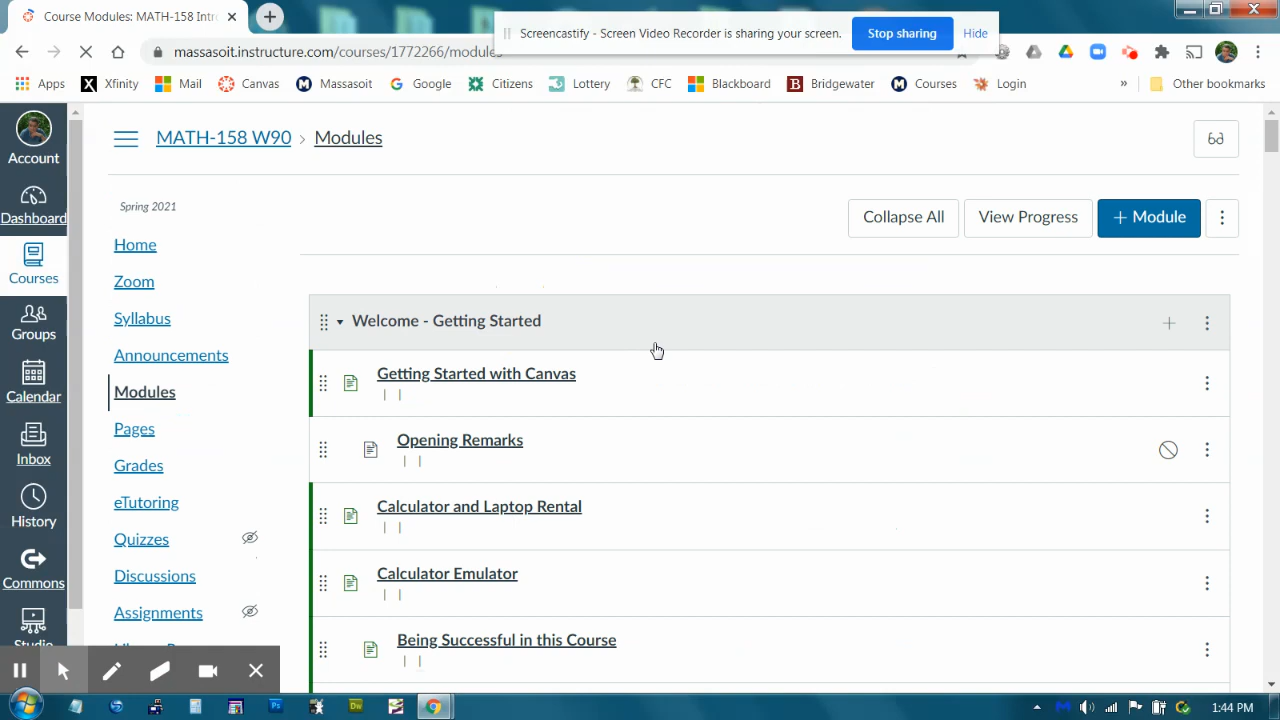 Course Modules: MATH-158 Intr
Screencastify - Screen Video Recorder is sharing your screen.
Stop sharing
Hide
massasoit.instructure.com/courses/1772266/modules
Apps
Xfinity
Mail
Canvas
Massasoit
Google
Citizens
Lottery
CFC
Blackboard
Bridgewater
Courses
Login
»
Other bookmarks
Account
Dashboard
Courses
Groups
Calendar
Inbox
History
Commons
Studio
MATH-158 W90 › Modules
Spring 2021
Home
Zoom
Syllabus
Announcements
Modules
Pages
Grades
eTutoring
Quizzes
Discussions
Assignments
Collapse All
View Progress
+ Module
Welcome - Getting Started
Getting Started with Canvas
| |
Opening Remarks
| |
Calculator and Laptop Rental
| |
Calculator Emulator
| |
Being Successful in this Course
| |
1:44 PM